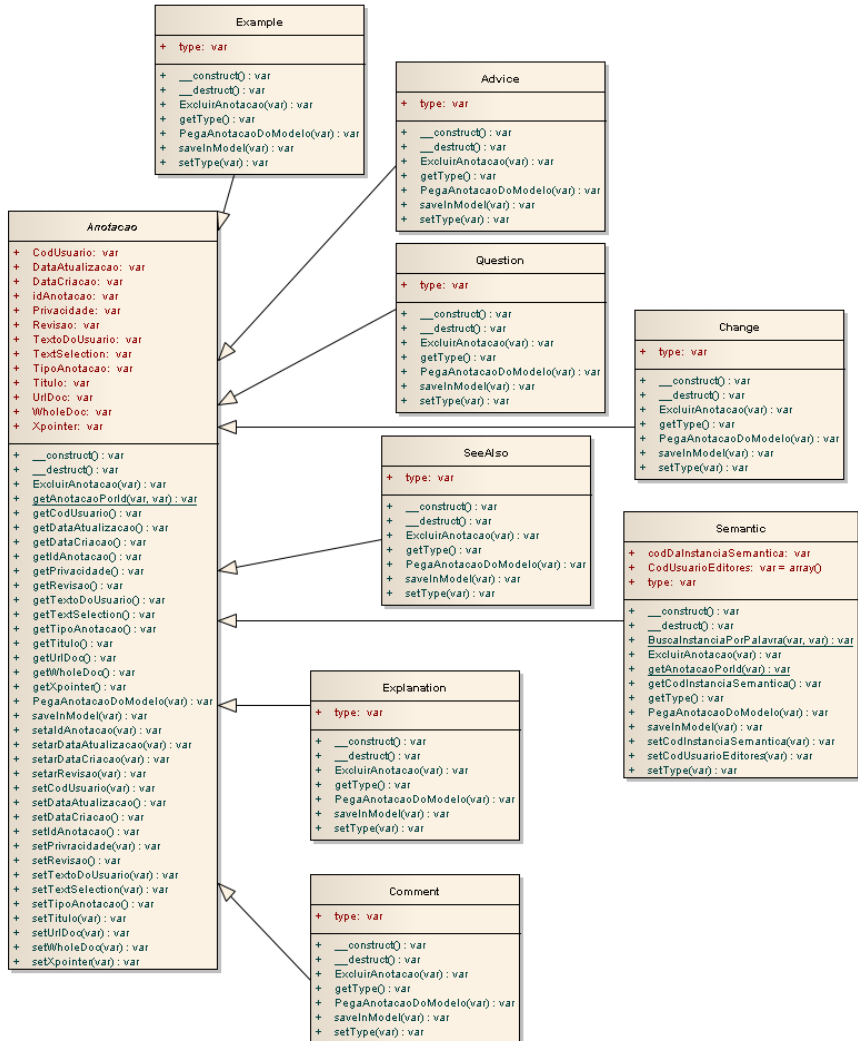 Example
+ type: var
+ __construct() : var
+ __destruct() : var
+ ExcluirAnotacao(var) : var
+ getType() : var
+ PegaAnotacaoDoModelo(var) : var
+ saveInModel(var) : var
+ setType(var) : var
Advice
+ type: var
+ __construct() : var
+ __destruct() : var
+ ExcluirAnotacao(var) : var
+ getType() : var
+ PegaAnotacaoDoModelo(var) : var
+ saveInModel(var) : var
+ setType(var) : var
Anotacao
+ CodUsuario: var
+ DataAtualizacao: var
+ DataCriacao: var
+ idAnotacao: var
+ Privacidade: var
+ Revisao: var
+ TextoDoUsuario: var
+ TextSelection: var
+ TipoAnotacao: var
+ Titulo: var
+ UrlDoc: var
+ WholeDoc: var
+ Xpointer: var
+ __construct() : var
+ __destruct() : var
+ ExcluirAnotacao(var) : var
+ getAnotacaoPorId(var, var) : var
+ getCodUsuario() : var
+ getDataAtualizacao() : var
+ getDataCriacao() : var
+ getIdAnotacao() : var
+ getPrivacidade() : var
+ getRevisao() : var
+ getTextoDoUsuario() : var
+ getTextSelection() : var
+ getTipoAnotacao() : var
+ getTitulo() : var
+ getUrlDoc() : var
+ getWholeDoc() : var
+ getXpointer() : var
+ PegaAnotacaoDoModelo(var) : var
+ saveInModel(var) : var
+ setaIdAnotacao(var) : var
+ setarDataAtualizacao(var) : var
+ setarDataCriacao(var) : var
+ setarRevisao(var) : var
+ setCodUsuario(var) : var
+ setDataAtualizacao() : var
+ setDataCriacao() : var
+ setIdAnotacao() : var
+ setPrivracidade(var) : var
+ setRevisao() : var
+ setTextoDoUsuario(var) : var
+ setTextSelection(var) : var
+ setTipoAnotacao() : var
+ setTitulo(var) : var
+ setUrlDoc(var) : var
+ setWholeDoc(var) : var
+ setXpointer(var) : var
Question
+ type: var
+ __construct() : var
+ __destruct() : var
+ ExcluirAnotacao(var) : var
+ getType() : var
+ PegaAnotacaoDoModelo(var) : var
+ saveInModel(var) : var
+ setType(var) : var
Change
+ type: var
+ __construct() : var
+ __destruct() : var
+ ExcluirAnotacao(var) : var
+ getType() : var
+ PegaAnotacaoDoModelo(var) : var
+ saveInModel(var) : var
+ setType(var) : var
SeeAlso
+ type: var
+ __construct() : var
+ __destruct() : var
+ ExcluirAnotacao(var) : var
+ getType() : var
+ PegaAnotacaoDoModelo(var) : var
+ saveInModel(var) : var
+ setType(var) : var
Semantic
+ codDaInstanciaSemantica: var
+ CodUsuarioEditores: var = array()
+ type: var
+ __construct() : var
+ __destruct() : var
+ BuscaInstanciaPorPalavra(var, var) : var
+ ExcluirAnotacao(var) : var
+ getAnotacaoPorId(var) : var
+ getCodInstanciaSemantica() : var
+ getType() : var
+ PegaAnotacaoDoModelo(var) : var
+ saveInModel(var) : var
+ setCodInstanciaSemantica(var) : var
+ setCodUsuarioEditores(var) : var
+ setType(var) : var
Explanation
+ type: var
+ __construct() : var
+ __destruct() : var
+ ExcluirAnotacao(var) : var
+ getType() : var
+ PegaAnotacaoDoModelo(var) : var
+ saveInModel(var) : var
+ setType(var) : var
Comment
+ type: var
+ __construct() : var
+ __destruct() : var
+ ExcluirAnotacao(var) : var
+ getType() : var
+ PegaAnotacaoDoModelo(var) : var
+ saveInModel(var) : var
+ setType(var) : var